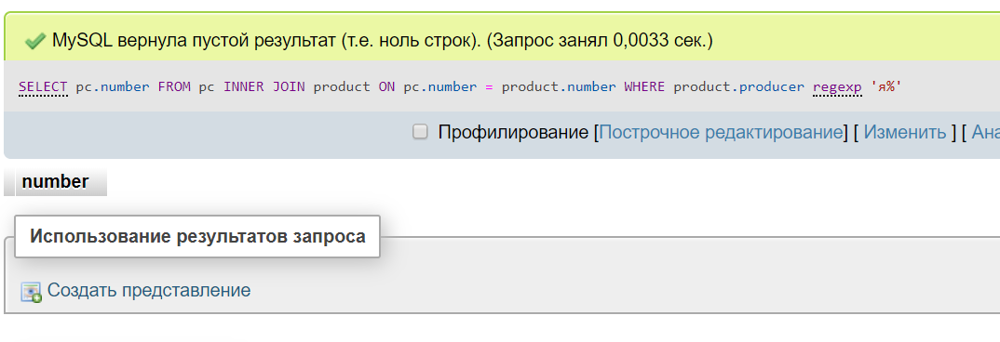 MySQL вернула пустой результат (т.е. ноль строк). (Запрос занял 0,0033 сек.)
SELECT pc.number FROM pc INNER JOIN product ON pc.number = product.number WHERE product.producer regexp 'я%'
Профилирование [Построчное редактирование] [ Изменить ] [
number
Использование результатов запроса
Создать представление